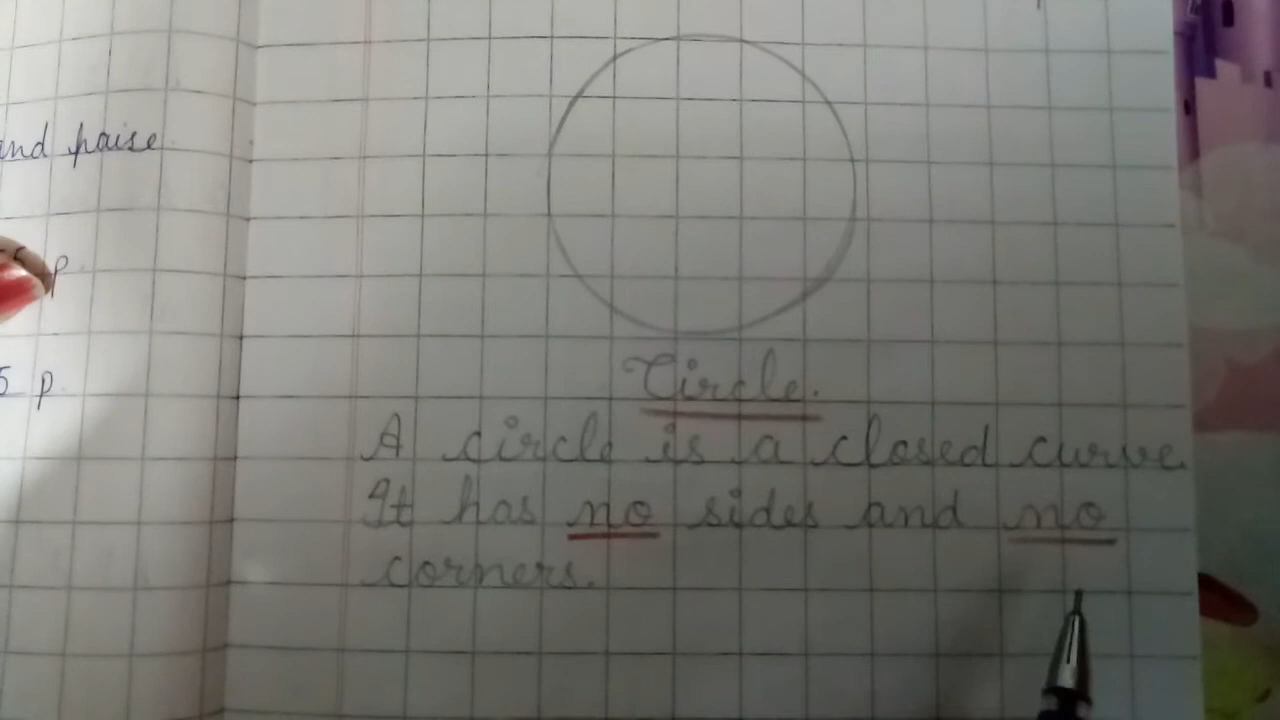 and paise
p.
5 p.
Circle.
A circle is a closed curve
It has no sides and no
corners.